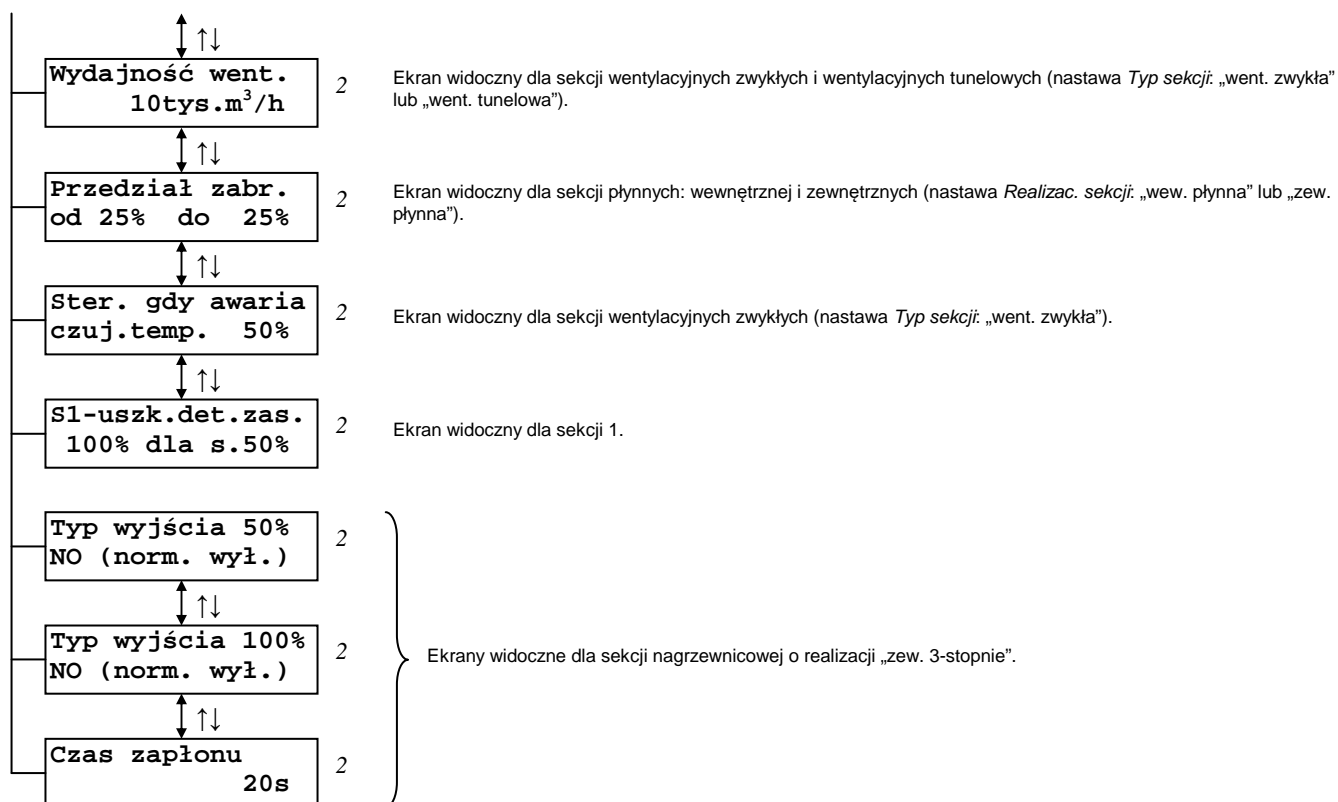 ↑↓
Wydajność went.
10tys.m³/h
2
Ekran widoczny dla sekcji wentylacyjnych zwykłych i wentylacyjnych tunelowych (nastawa Typ sekcji: „went. zwykła”
lub „went. tunelowa”).
↑↓
Przedział zabr.
od 25% do 25%
2
Ekran widoczny dla sekcji płynnych: wewnętrznej i zewnętrznych (nastawa Realizac. sekcji: „wew. płynna” lub „zew.
płynna”).
↑↓
Ster. gdy awaria
czuj.temp. 50%
2
Ekran widoczny dla sekcji wentylacyjnych zwykłych (nastawa Typ sekcji: „went. zwykła”).
↑↓
S1-uszk.det.zas.
100% dla s.50%
2
Ekran widoczny dla sekcji 1.
Typ wyjścia 50%
NO (norm. wył.)
2
↑↓
Typ wyjścia 100%
NO (norm. wył.)
2
Ekrany widoczne dla sekcji nagrzewnicowej o realizacji „zew. 3-stopnie”.
↑↓
Czas zapłonu
20s
2